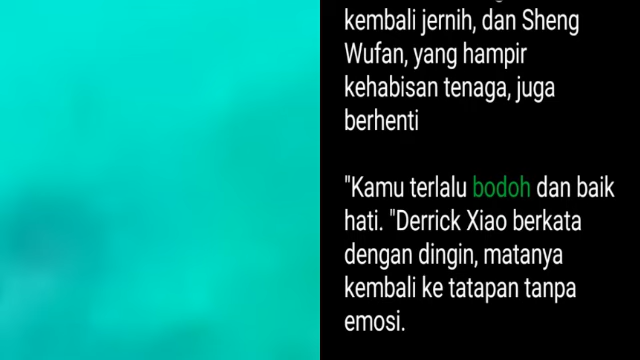 kembali jernih, dan Sheng
Wufan, yang hampir
kehabisan tenaga, juga
berhenti
"Kamu terlalu bodoh dan baik
hati. "Derrick Xiao berkata
dengan dingin, matanya
kembali ke tatapan tanpa
emosi.